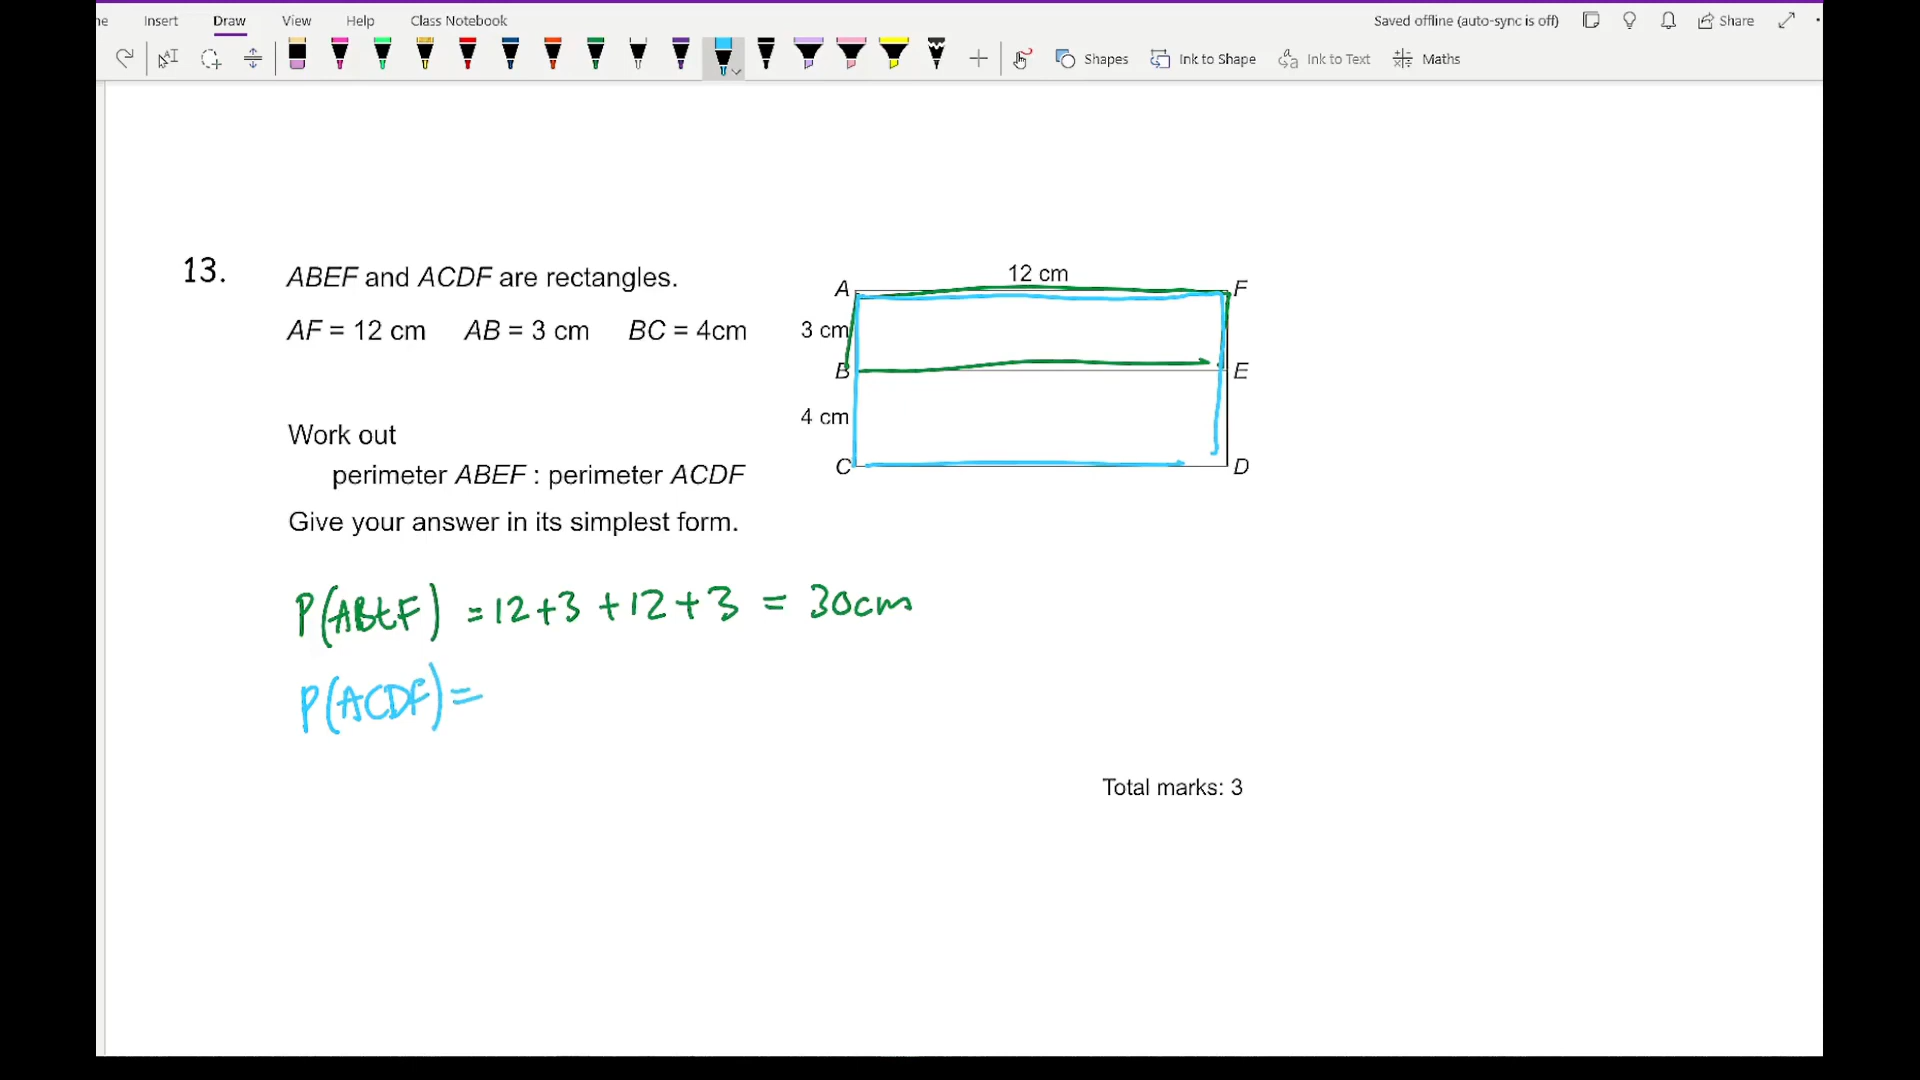 ne Insert Draw View Help Class Notebook Saved offline (auto-sync is off) Share
Shapes Ink to Shape Ink to Text Maths
13. ABEF and ACDF are rectangles.
AF = 12 cm AB = 3 cm BC = 4cm
Work out
perimeter ABEF : perimeter ACDF
Give your answer in its simplest form.
12 cm
A F
3 cm
B E
4 cm
C D
P(ABEF) = 12+3 +12+3 = 30cm
P(ACDF)=
Total marks: 3